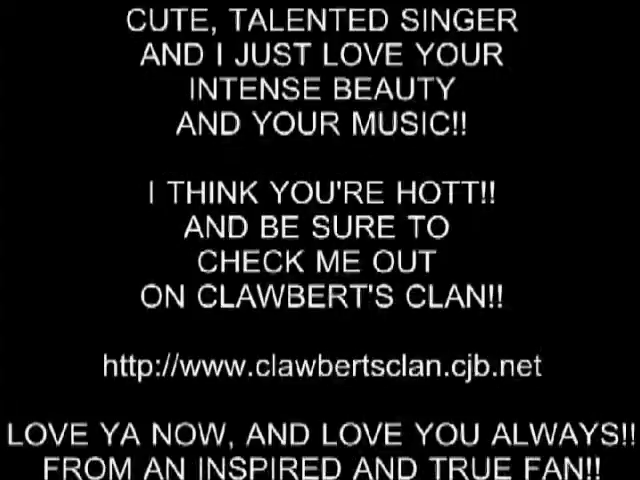 CUTE, TALENTED SINGER
AND I JUST LOVE YOUR
INTENSE BEAUTY
AND YOUR MUSIC!!
I THINK YOU'RE HOTT!!
AND BE SURE TO
CHECK ME OUT
ON CLAWBERT'S CLAN!!
http://www.clawbertsclan.cjb.net
LOVE YA NOW, AND LOVE YOU ALWAYS!!
FROM AN INSPIRED AND TRUE FAN!!